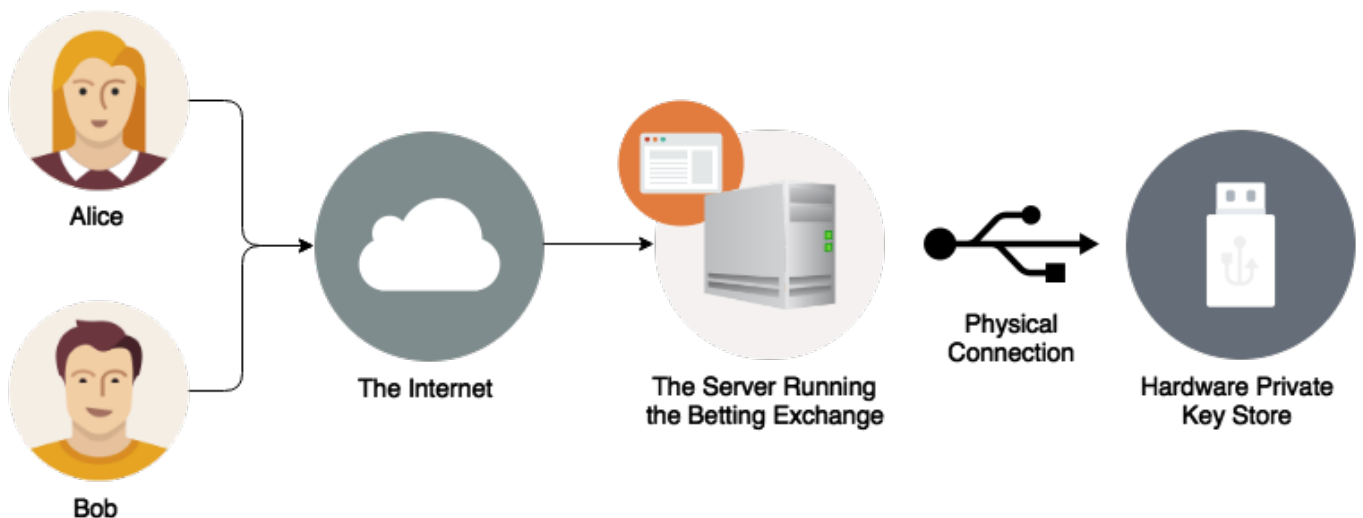 Alice
Bob
The Internet
The Server Running
the Betting Exchange
Physical
Connection
Hardware Private
Key Store